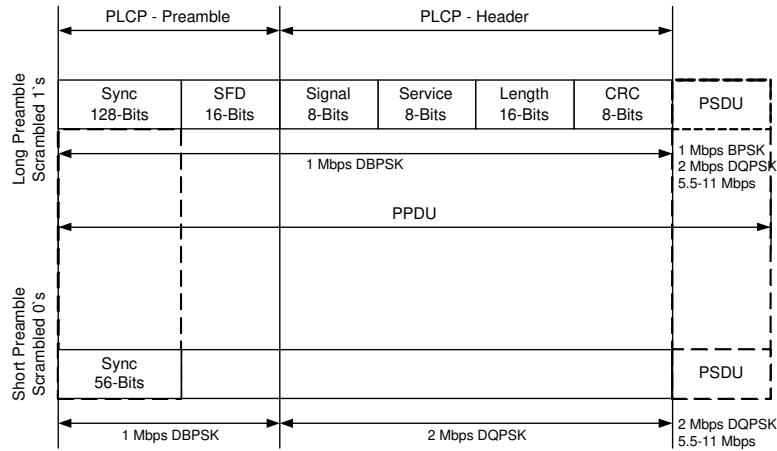 PLCP - Preamble
PLCP - Header
Long Preamble
Scrambled 1`s
Sync
128-Bits
SFD
16-Bits
Signal
8-Bits
Service
8-Bits
Length
16-Bits
CRC
8-Bits
PSDU
1 Mbps DBPSK
1 Mbps BPSK
2 Mbps DQPSK
5.5-11 Mbps
PPDU
Short Preamble
Scrambled 0`s
Sync
56-Bits
PSDU
1 Mbps DBPSK
2 Mbps DQPSK
2 Mbps DQPSK
5.5-11 Mbps